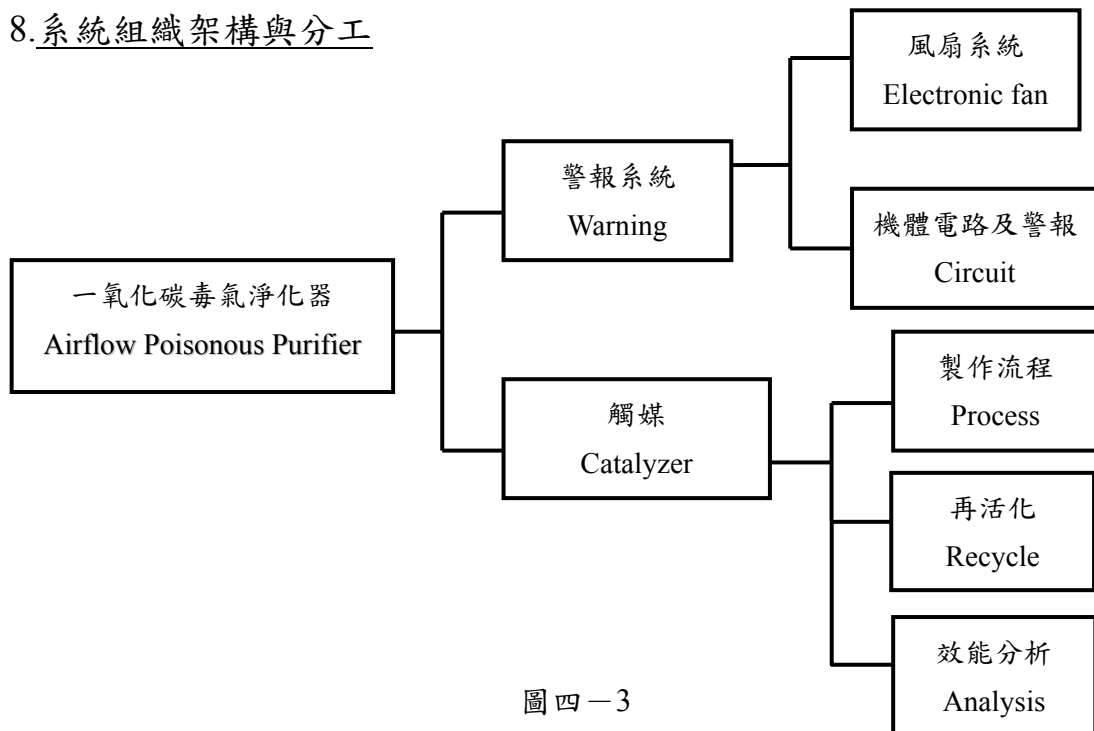 8.系統組織架構與分工
風扇系統
Electronic fan
警報系統
Warning
機體電路及警報
Circuit
一氧化碳毒氣淨化器
Airflow Poisonous Purifier
製作流程
Process
觸媒
Catalyzer
再活化
Recycle
效能分析
Analysis
圖四－3